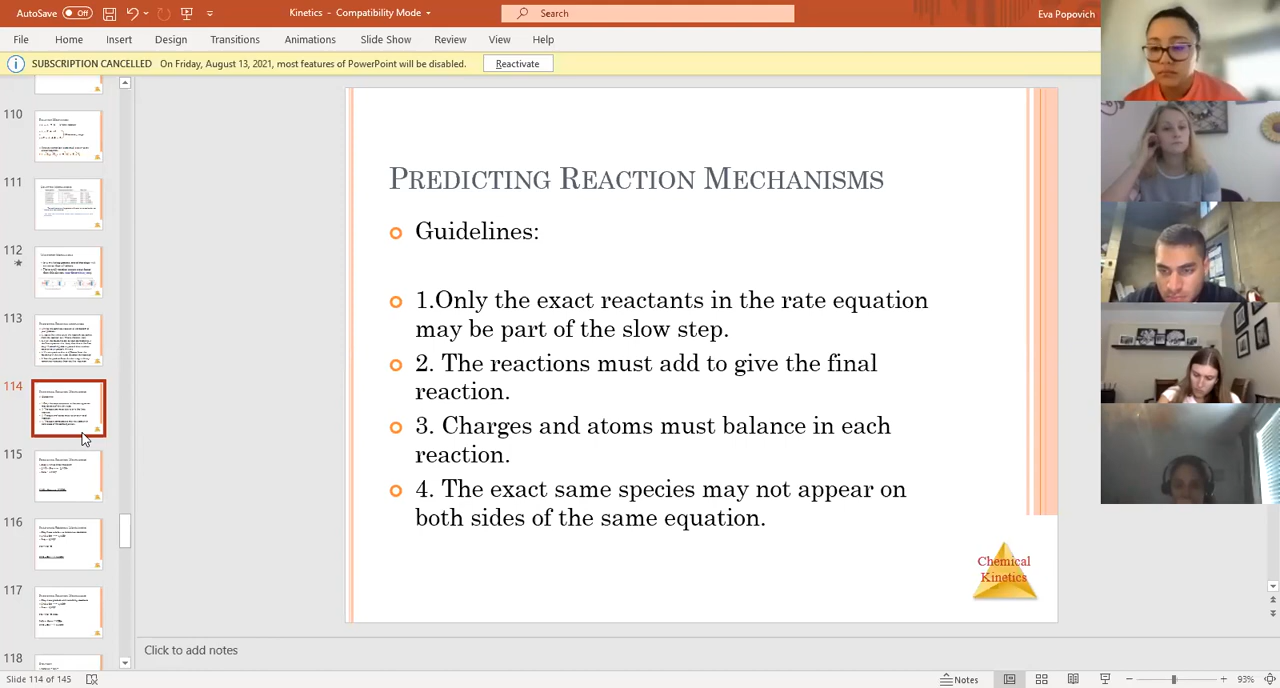 AutoSave Off Kinetics - Compatibility Mode Search Eva Popovich
File Home Insert Design Transitions Animations Slide Show Review View Help
SUBSCRIPTION CANCELLED On Friday, August 13, 2021, most features of PowerPoint will be disabled. Reactivate
110
111
112
113
114
115
116
117
118
PREDICTING REACTION MECHANISMS
Guidelines:
1.Only the exact reactants in the rate equation
may be part of the slow step.
2. The reactions must add to give the final
reaction.
3. Charges and atoms must balance in each
reaction.
4. The exact same species may not appear on
both sides of the same equation.
Chemical
Kinetics
Click to add notes
Slide 114 of 145 Notes 93%